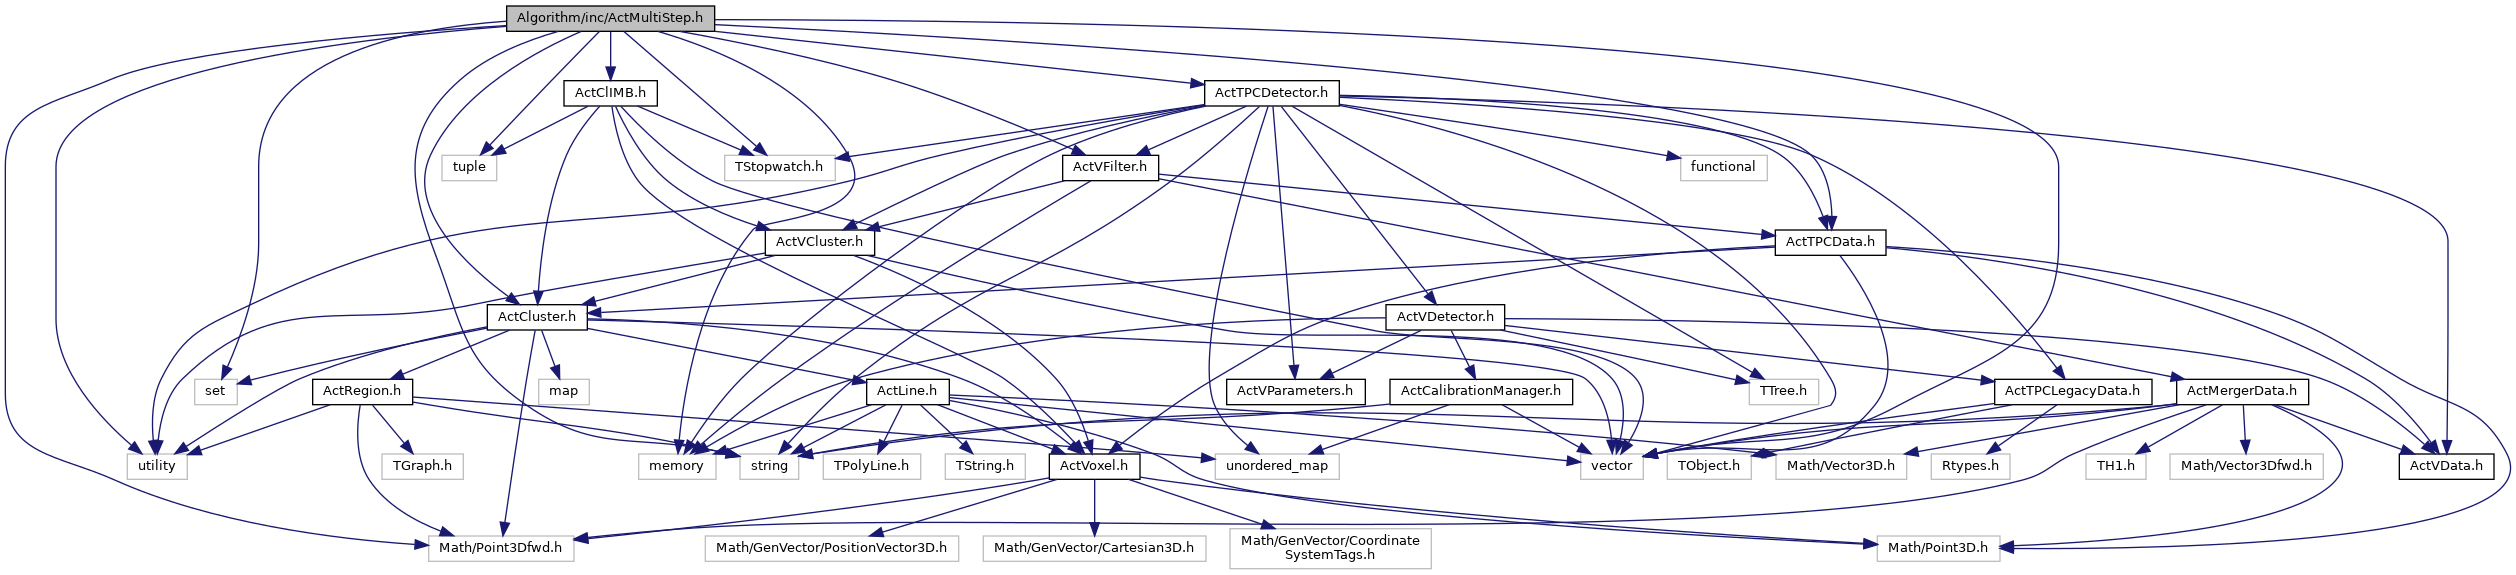 Algorithm/inc/ActMultiStep.h
ActClIMB.h
ActTPCDetector.h
tuple
TStopwatch.h
ActVFilter.h
functional
ActVCluster.h
ActTPCData.h
ActCluster.h
ActVDetector.h
set
ActRegion.h
map
ActLine.h
ActVParameters.h
ActCalibrationManager.h
TTree.h
ActTPCLegacyData.h
ActMergerData.h
utility
TGraph.h
memory
string
TPolyLine.h
TString.h
ActVoxel.h
unordered_map
vector
TObject.h
Math/Vector3D.h
Rtypes.h
TH1.h
Math/Vector3Dfwd.h
ActVData.h
Math/Point3Dfwd.h
Math/GenVector/PositionVector3D.h
Math/GenVector/Cartesian3D.h
Math/GenVector/Coordinate
SystemTags.h
Math/Point3D.h